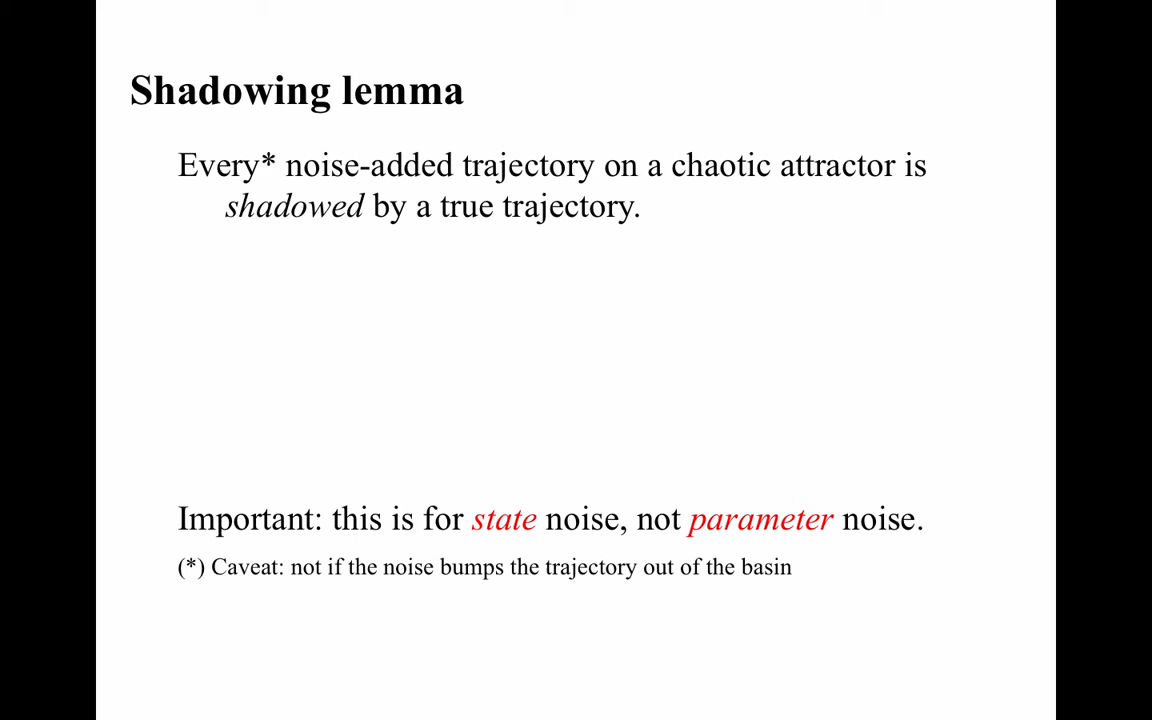 Shadowing lemma
Every* noise-added trajectory on a chaotic attractor is
shadowed by a true trajectory.
Important: this is for state noise, not parameter noise.
(*) Caveat: not if the noise bumps the trajectory out of the basin